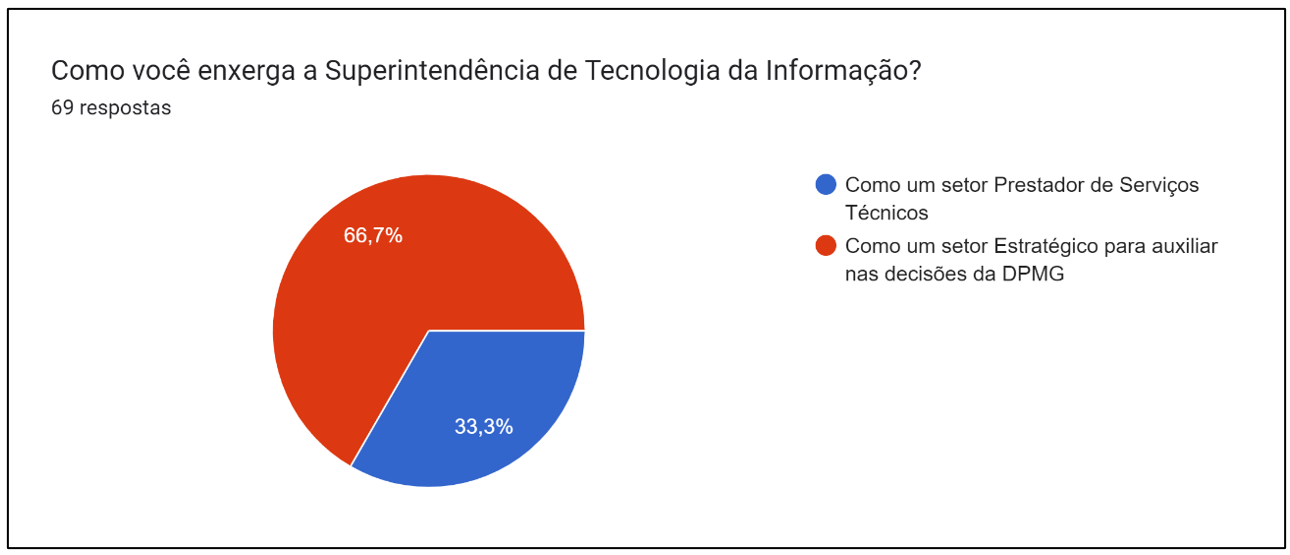 Como você enxerga a Superintendência de Tecnologia da Informação?
69 respostas
66,7%
33,3%
Como um setor Prestador de Serviços
Técnicos
Como um setor Estratégico para auxiliar
nas decisões da DPMG